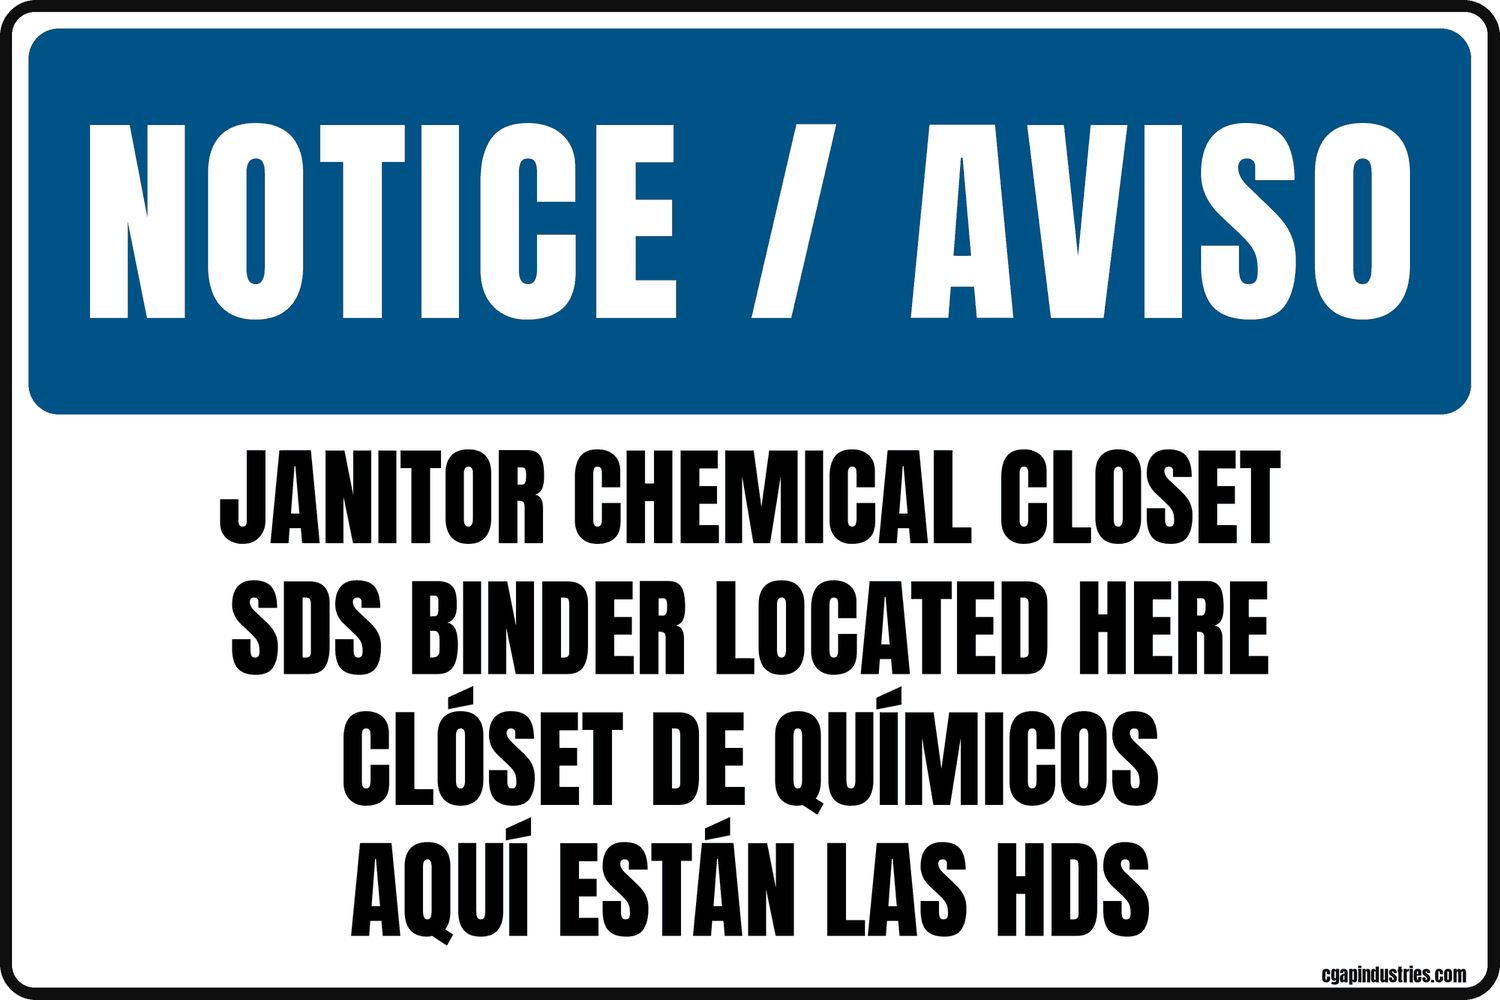 NOTICE / AVISO
JANITOR CHEMICAL CLOSET
SDS BINDER LOCATED HERE
CLÓSET DE QUÍMICOS
AQUÍ ESTÁN LAS HDS
cgapindustries.com